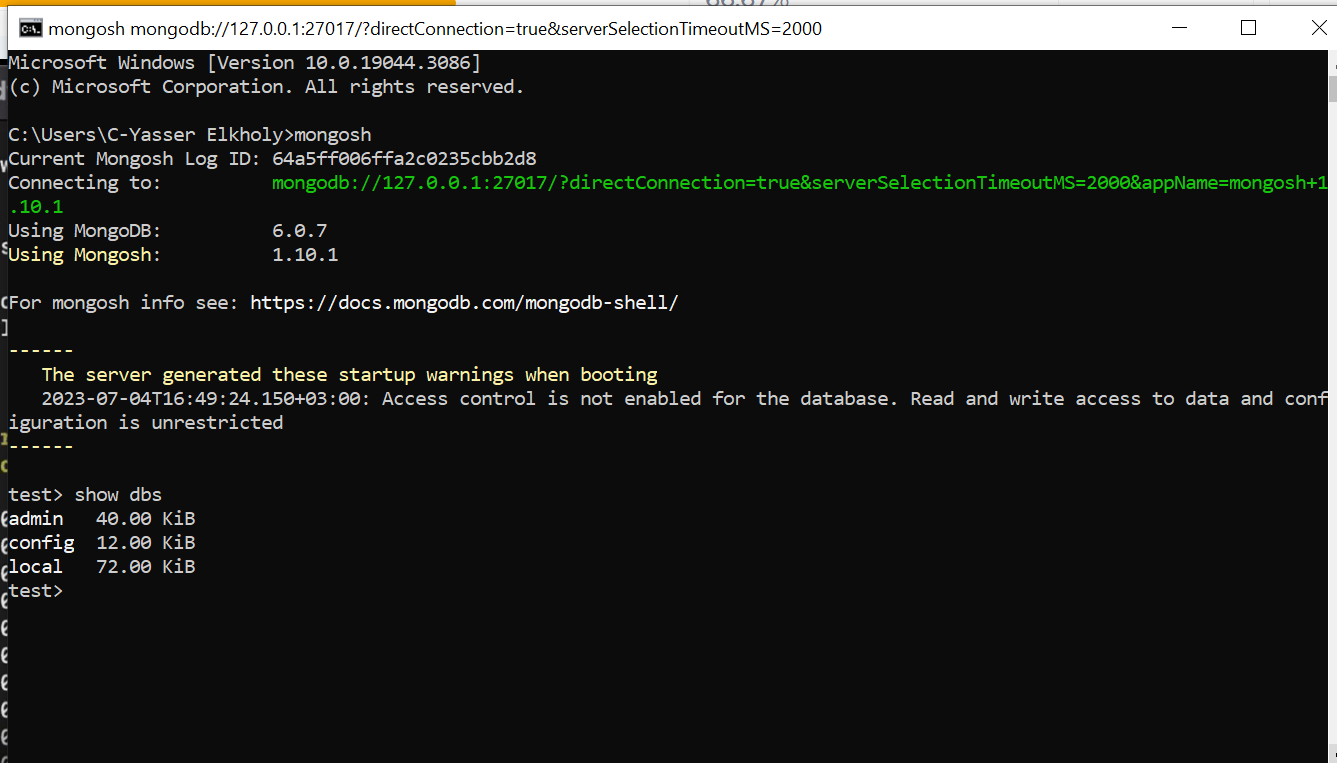 66.67%
mongosh mongodb://127.0.0.1:27017/?directConnection=true&serverSelectionTimeoutMS=2000
Microsoft Windows [Version 10.0.19044.3086]
(c) Microsoft Corporation. All rights reserved.
C:\Users\C-Yasser Elkholy>mongosh
Current Mongosh Log ID: 64a5ff006ffa2c0235cbb2d8
Connecting to: mongodb://127.0.0.1:27017/?directConnection=true&serverSelectionTimeoutMS=2000&appName=mongosh+1
.10.1
Using MongoDB: 6.0.7
Using Mongosh: 1.10.1
For mongosh info see: https://docs.mongodb.com/mongodb-shell/
------
The server generated these startup warnings when booting
2023-07-04T16:49:24.150+03:00: Access control is not enabled for the database. Read and write access to data and conf
iguration is unrestricted
------
test> show dbs
admin 40.00 KiB
config 12.00 KiB
local 72.00 KiB
test>